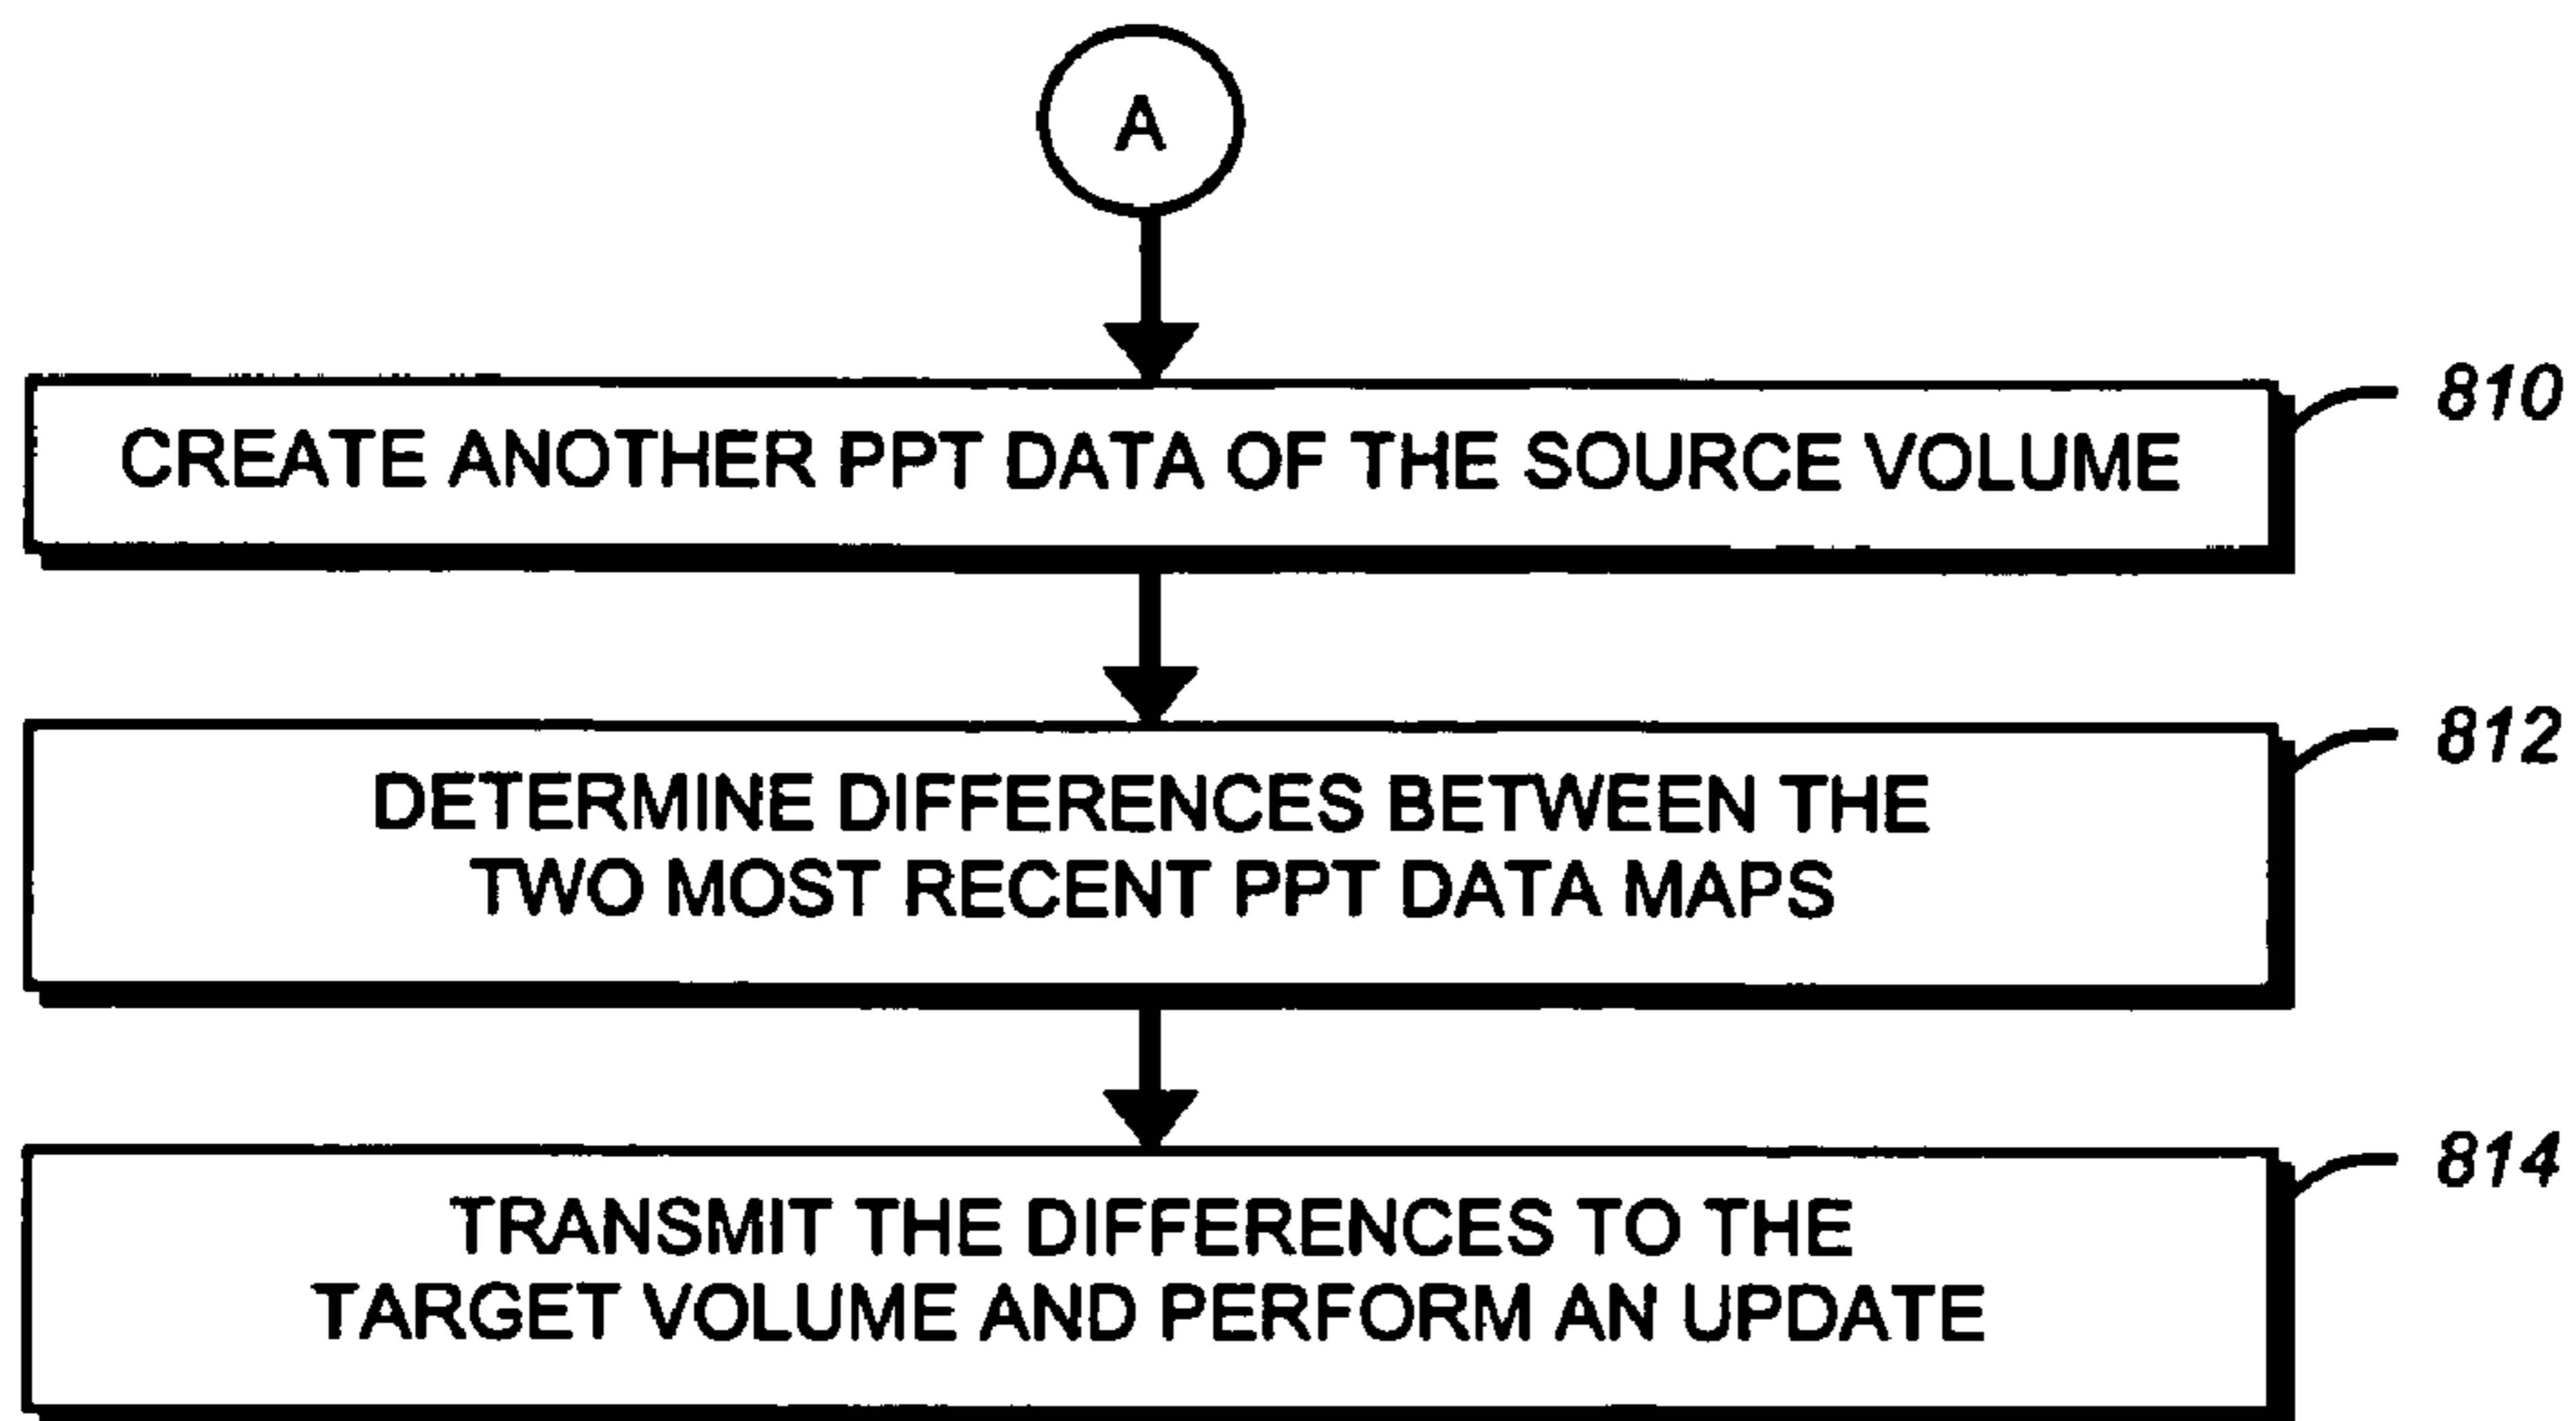 A
CREATE ANOTHER PPT DATA OF THE SOURCE VOLUME
810
DETERMINE DIFFERENCES BETWEEN THE
TWO MOST RECENT PPT DATA MAPS
812
TRANSMIT THE DIFFERENCES TO THE
TARGET VOLUME AND PERFORM AN UPDATE
814